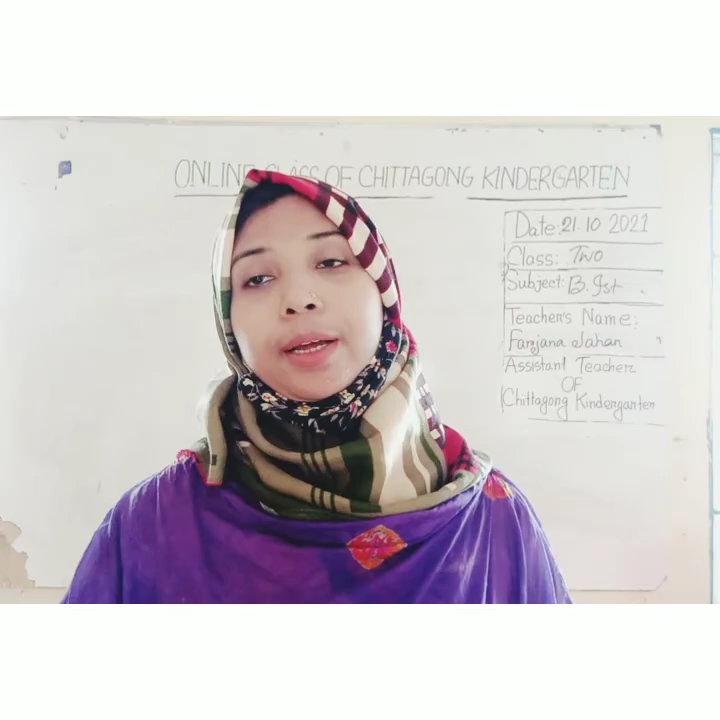 ONLINE CLASS OF CHITTAGONG KINDERGARTEN
Date: 21.10 2021
Class: Two
Subject: B. 1st
Teacher's Name:
Farjana Jahan
Assistant Teacher
OF
Chittagong Kindergarten